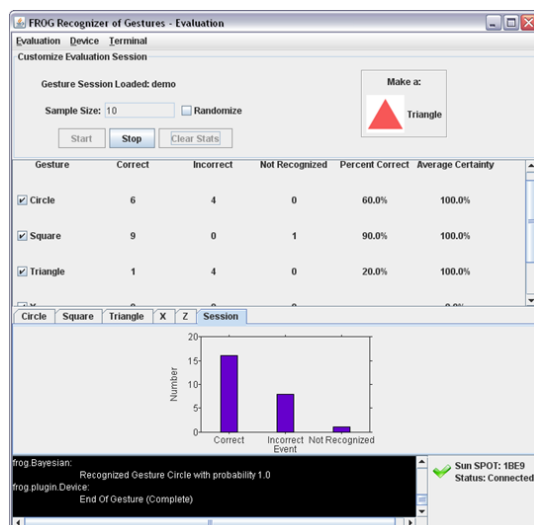 FROG Recognizer of Gestures - Evaluation
Evaluation Device Terminal
Customize Evaluation Session
Gesture Session Loaded: demo
Make a:
Sample Size: 10 Randomize
Triangle
Start Stop Clear Stats
Gesture Correct Incorrect Not Recognized Percent Correct Average Certainty
Circle 6 4 0 60.0% 100.0%
Square 9 0 1 90.0% 100.0%
Triangle 1 4 0 20.0% 100.0%
Circle Square Triangle X Z Session
20
15
10
5
0
Number
Correct Incorrect Not Recognized
Event
frog.Bayesian:
Recognized Gesture Circle with probability 1.0
frog.plugin.Device:
End Of Gesture (Complete)
Sun SPOT: 1BE9
Status: Connected